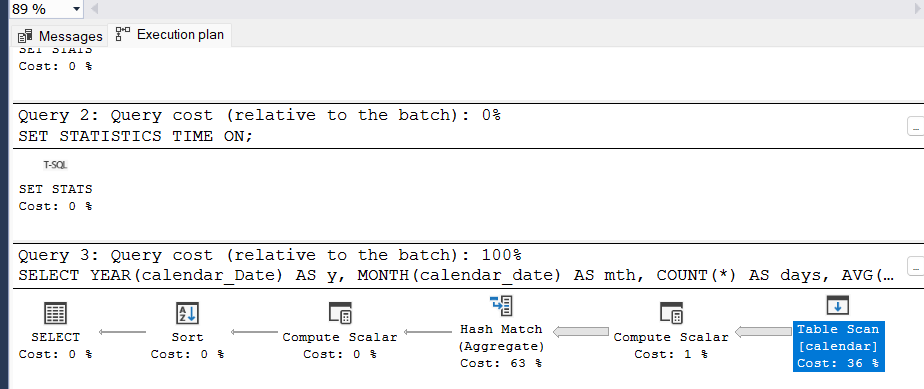 89 %
Messages Execution plan
SET STATS
Cost: 0 %
Query 2: Query cost (relative to the batch): 0%
SET STATISTICS TIME ON;
T-SQL
SET STATS
Cost: 0 %
Query 3: Query cost (relative to the batch): 100%
SELECT YEAR(calendar_Date) AS y, MONTH(calendar_date) AS mth, COUNT(*) AS days, AVG(…
SELECT
Cost: 0 %
Sort
Cost: 0 %
Compute Scalar
Cost: 0 %
Hash Match
(Aggregate)
Cost: 63 %
Compute Scalar
Cost: 1 %
Table Scan
[calendar]
Cost: 36 %